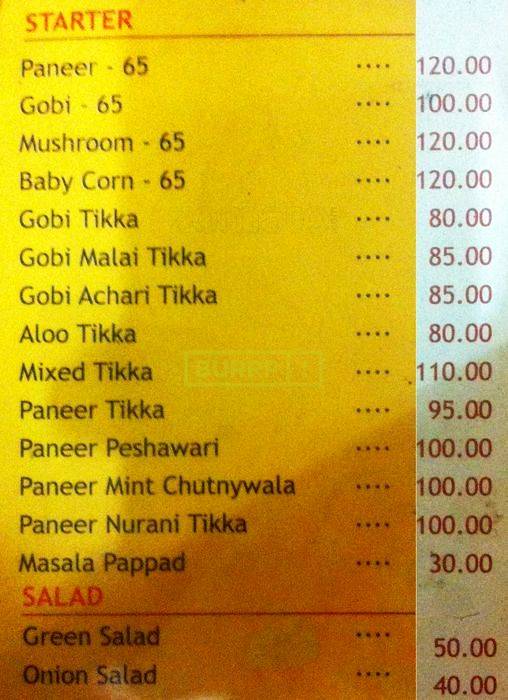 STARTER
Paneer - 65 .... 120.00
Gobi - 65 .... 100.00
Mushroom - 65 .... 120.00
Baby Corn - 65 .... 120.00
Gobi Tikka .... 80.00
Gobi Malai Tikka .... 85.00
Gobi Achari Tikka .... 85.00
Aloo Tikka .... 80.00
Mixed Tikka .... 110.00
Paneer Tikka .... 95.00
Paneer Peshawari .... 100.00
Paneer Mint Chutnywala .... 100.00
Paneer Nurani Tikka .... 100.00
Masala Pappad .... 30.00
SALAD
Green Salad .... 50.00
Onion Salad .... 40.00